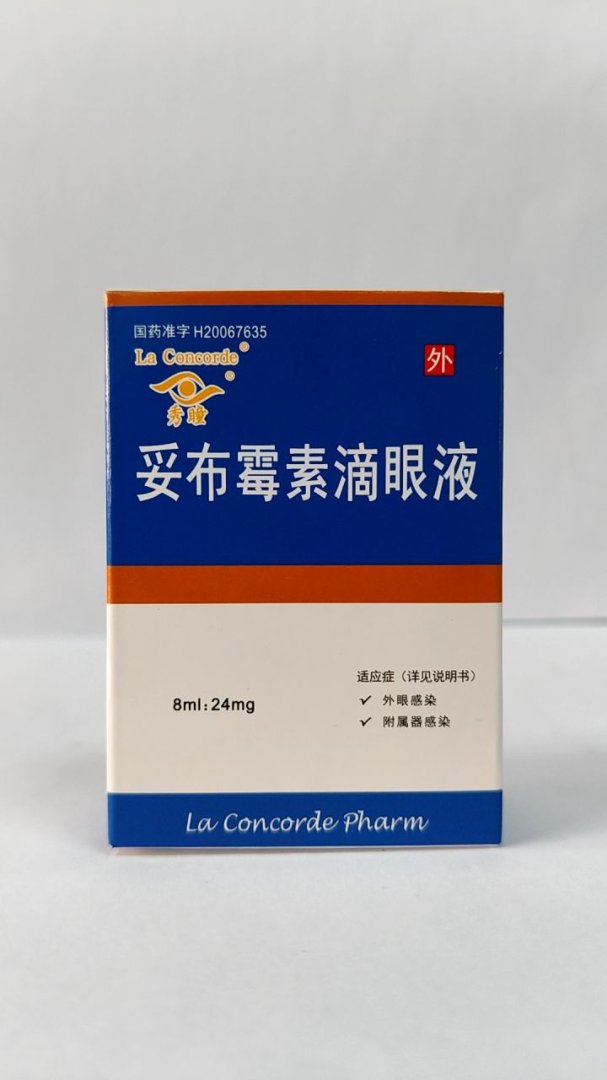 国药准字 H20067635
La Concorde®
外
®
秀瞳
妥布霉素滴眼液
适应症（详见说明书）
8ml:24mg
✓ 外眼感染
✓ 附属器感染
La Concorde Pharm